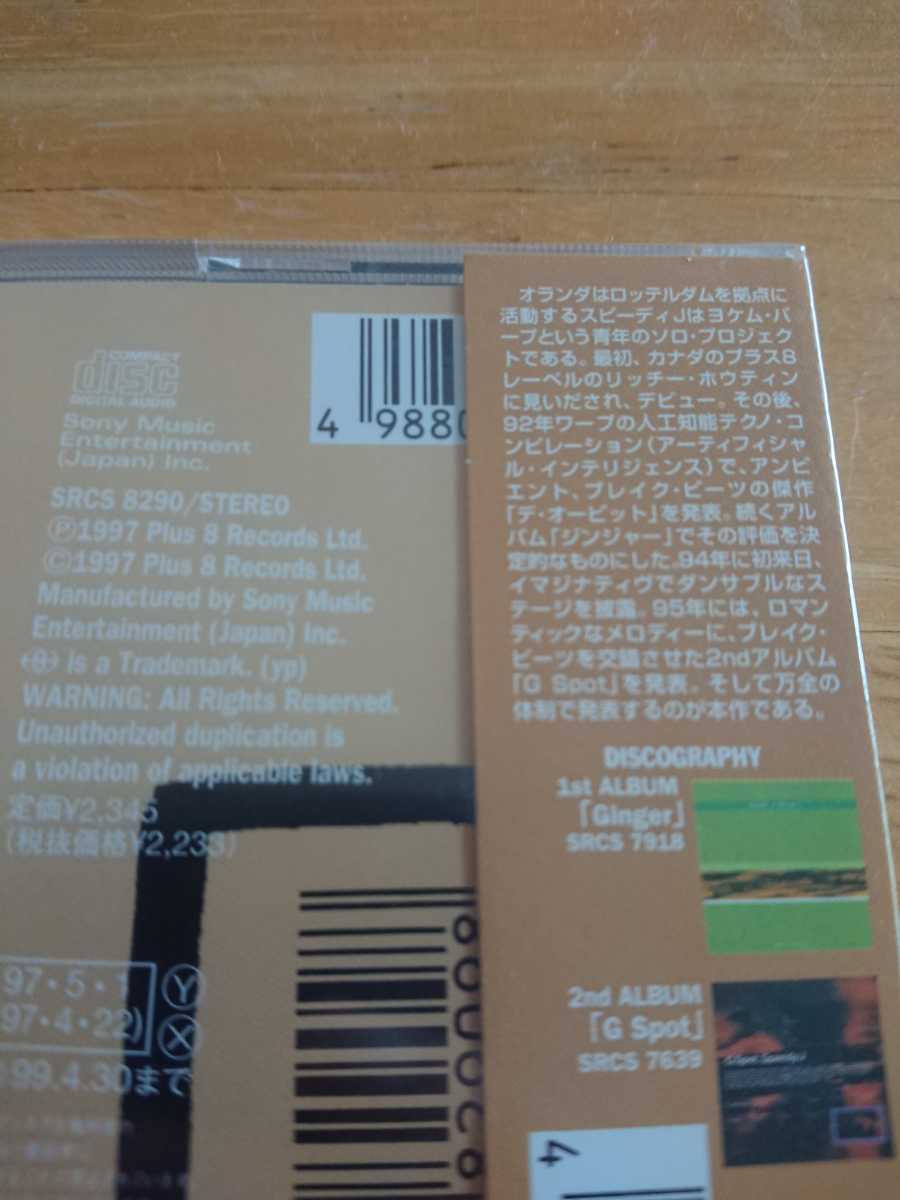 COMPACT
disc
DIGITAL AUDIO
Sony Music
Entertainment
(Japan) Inc.
SRCS 8290/STEREO
Ⓟ1997 Plus 8 Records Ltd.
Ⓒ1997 Plus 8 Records Ltd.
Manufactured by Sony Music
Entertainment (Japan) Inc.
is a Trademark. (yp)
WARNING: All Rights Reserved.
Unauthorized duplication is
a violation of applicable laws.
定価¥2,345
(税抜価格¥2,233)
97・5・1 Ⓨ
97・4・22) Ⓧ
99.4.30まで
4 9880
オランダはロッテルダムを拠点に
活動するスピーディJはヨケム・パ
ープという青年のソロ・プロジェク
トである。最初、カナダのプラス8
レーベルのリッチー・ホウティン
に見いだされ、デビュー。その後、
92年ワープの人工知能テクノ・コ
ンピレーション(アーティフィシャ
ル・インテリジェンス)で、アンビ
エント、ブレイク・ビーツの傑作
「デ・オービット」を発表。続くアル
バム「ジンジャー」でその評価を決
定的なものにした。94年に初来日、
イマジナティヴでダンサブルなス
テージを披露。95年には、ロマン
ティックなメロディーに、ブレイク・
ビーツを交錯させた2ndアルバム
「G Spot」を発表。そして万全の
体制で発表するのが本作である。
DISCOGRAPHY
1st ALBUM
「Ginger」
SRCS 7918
2nd ALBUM
「G Spot」
SRCS 7639
4